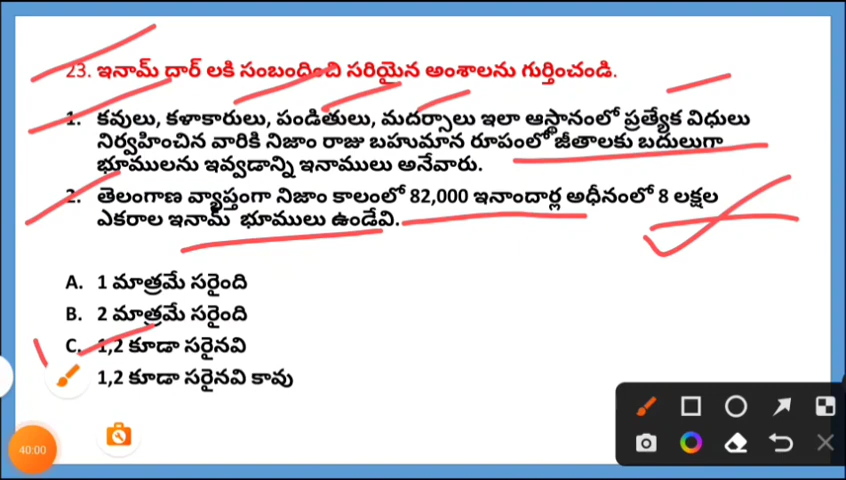 23. ఇనామ్ దార్ లకి సంబందించి సరియైన అంశాలను గుర్తించండి.
1. కవులు, కళాకారులు, పండితులు, మదర్సాలు ఇలా ఆస్థానంలో ప్రత్యేక విధులు
నిర్వహించిన వారికి నిజాం రాజు బహుమాన రూపంలో జీతాలకు బదులుగా
భూములను ఇవ్వడాన్ని ఇనాములు అనేవారు.
2. తెలంగాణ వ్యాప్తంగా నిజాం కాలంలో 82,000 ఇనాందార్ల అధీనంలో 8 లక్షల
ఎకరాల ఇనామ్ భూములు ఉండేవి.
A. 1 మాత్రమే సరైంది
B. 2 మాత్రమే సరైంది
C. 1,2 కూడా సరైనవి
1,2 కూడా సరైనవి కావు
40:00